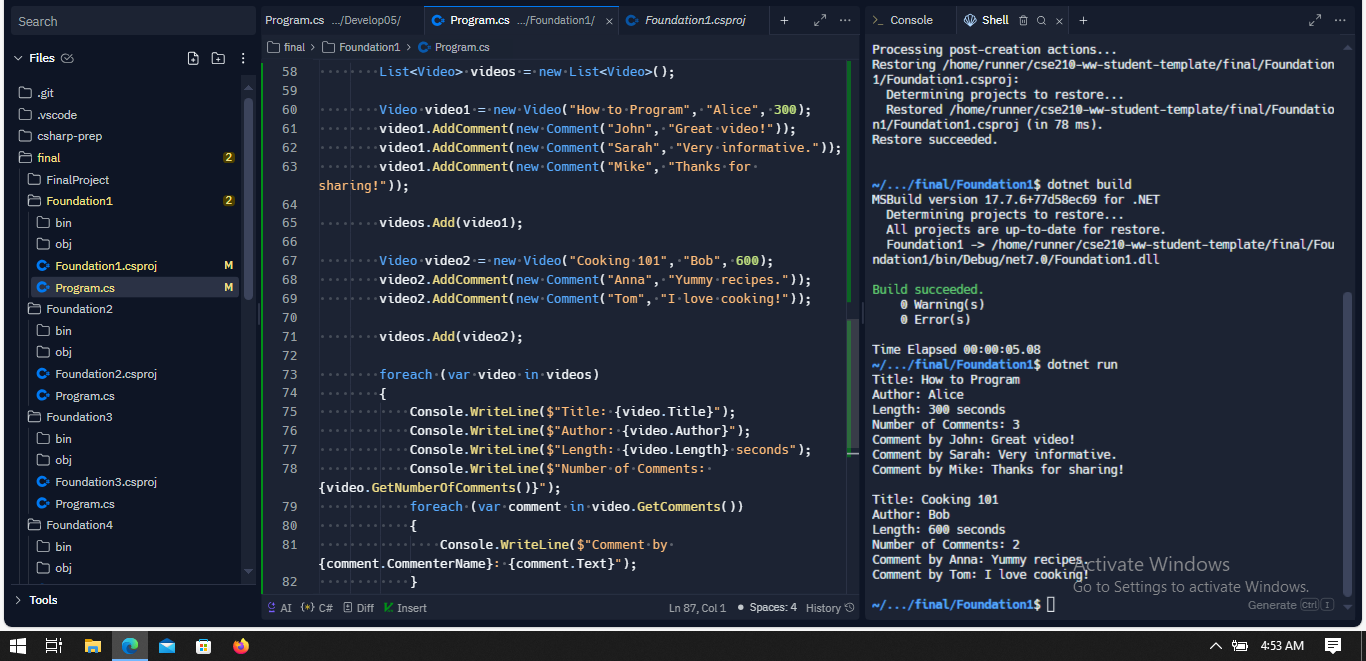 Search
Files
.git
.vscode
csharp-prep
final 2
FinalProject
Foundation1 2
bin
obj
Foundation1.csproj M
Program.cs M
Foundation2
bin
obj
Foundation2.csproj
Program.cs
Foundation3
bin
obj
Foundation3.csproj
Program.cs
Foundation4
bin
obj
Tools
Program.cs .../Develop05/
Program.cs .../Foundation1/ ×
Foundation1.csproj
final > Foundation1 > Program.cs
58 List<Video> videos = new List<Video>();
59
60 Video video1 = new Video("How to Program", "Alice", 300);
61 video1.AddComment(new Comment("John", "Great video!"));
62 video1.AddComment(new Comment("Sarah", "Very informative."));
63 video1.AddComment(new Comment("Mike", "Thanks for
sharing!"));
64
65 videos.Add(video1);
66
67 Video video2 = new Video("Cooking 101", "Bob", 600);
68 video2.AddComment(new Comment("Anna", "Yummy recipes."));
69 video2.AddComment(new Comment("Tom", "I love cooking!"));
70
71 videos.Add(video2);
72
73 foreach (var video in videos)
74 {
75 Console.WriteLine($"Title: {video.Title}");
76 Console.WriteLine($"Author: {video.Author}");
77 Console.WriteLine($"Length: {video.Length} seconds");
78 Console.WriteLine($"Number of Comments:
{video.GetNumberOfComments()}");
79 foreach (var comment in video.GetComments())
80 {
81 Console.WriteLine($"Comment by
{comment.CommenterName}: {comment.Text}");
82 }
AI {*} C# Diff Insert
Ln 87, Col 1 • Spaces: 4 History
>_ Console
Shell
Processing post-creation actions...
Restoring /home/runner/cse210-ww-student-template/final/Foundation
1/Foundation1.csproj:
Determining projects to restore...
Restored /home/runner/cse210-ww-student-template/final/Foundatio
n1/Foundation1.csproj (in 78 ms).
Restore succeeded.
~/.../final/Foundation1$ dotnet build
MSBuild version 17.7.6+77d58ec69 for .NET
Determining projects to restore...
All projects are up-to-date for restore.
Foundation1 -> /home/runner/cse210-ww-student-template/final/Fou
ndation1/bin/Debug/net7.0/Foundation1.dll
Build succeeded.
0 Warning(s)
0 Error(s)
Time Elapsed 00:00:05.08
~/.../final/Foundation1$ dotnet run
Title: How to Program
Author: Alice
Length: 300 seconds
Number of Comments: 3
Comment by John: Great video!
Comment by Sarah: Very informative.
Comment by Mike: Thanks for sharing!
Title: Cooking 101
Author: Bob
Length: 600 seconds
Number of Comments: 2
Comment by Anna: Yummy recipes.
Comment by Tom: I love cooking!
~/.../final/Foundation1$
Activate Windows
Go to Settings to activate Windows.
Generate Ctrl I
4:53 AM